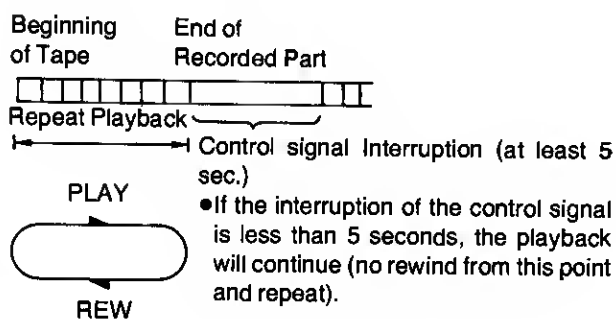 Beginning
of Tape
End of
Recorded Part
Repeat Playback
Control signal Interruption (at least 5
sec.)
●If the interruption of the control signal
is less than 5 seconds, the playback
will continue (no rewind from this point
and repeat).
PLAY
REW